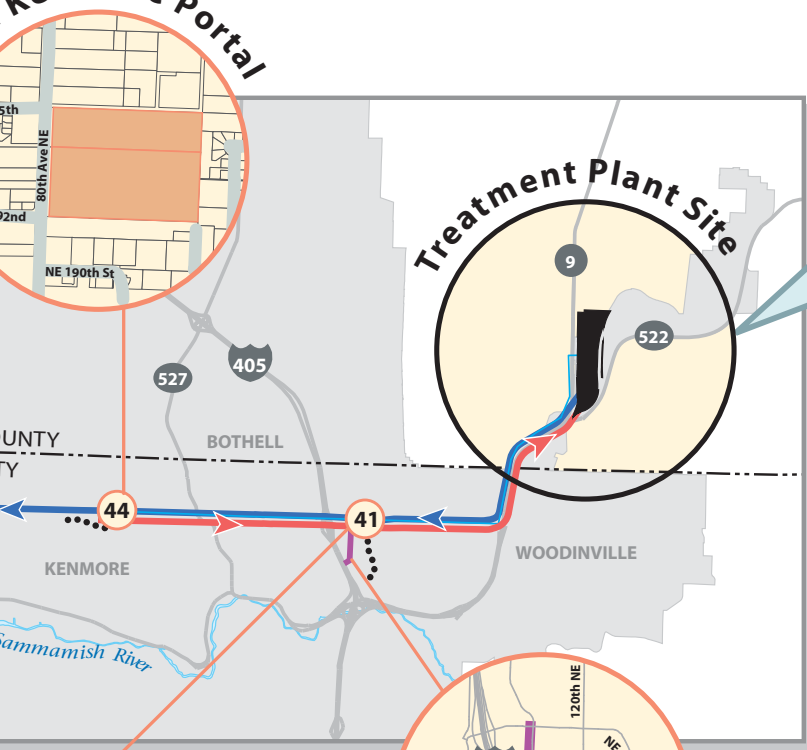 Portal
5th
80th Ave NE
92nd
NE 190th St
Treatment Plant Site
9
522
405
527
OUNTY
TY
BOTHELL
44
41
KENMORE
WOODINVILLE
Sammamish River
120th NE
NE